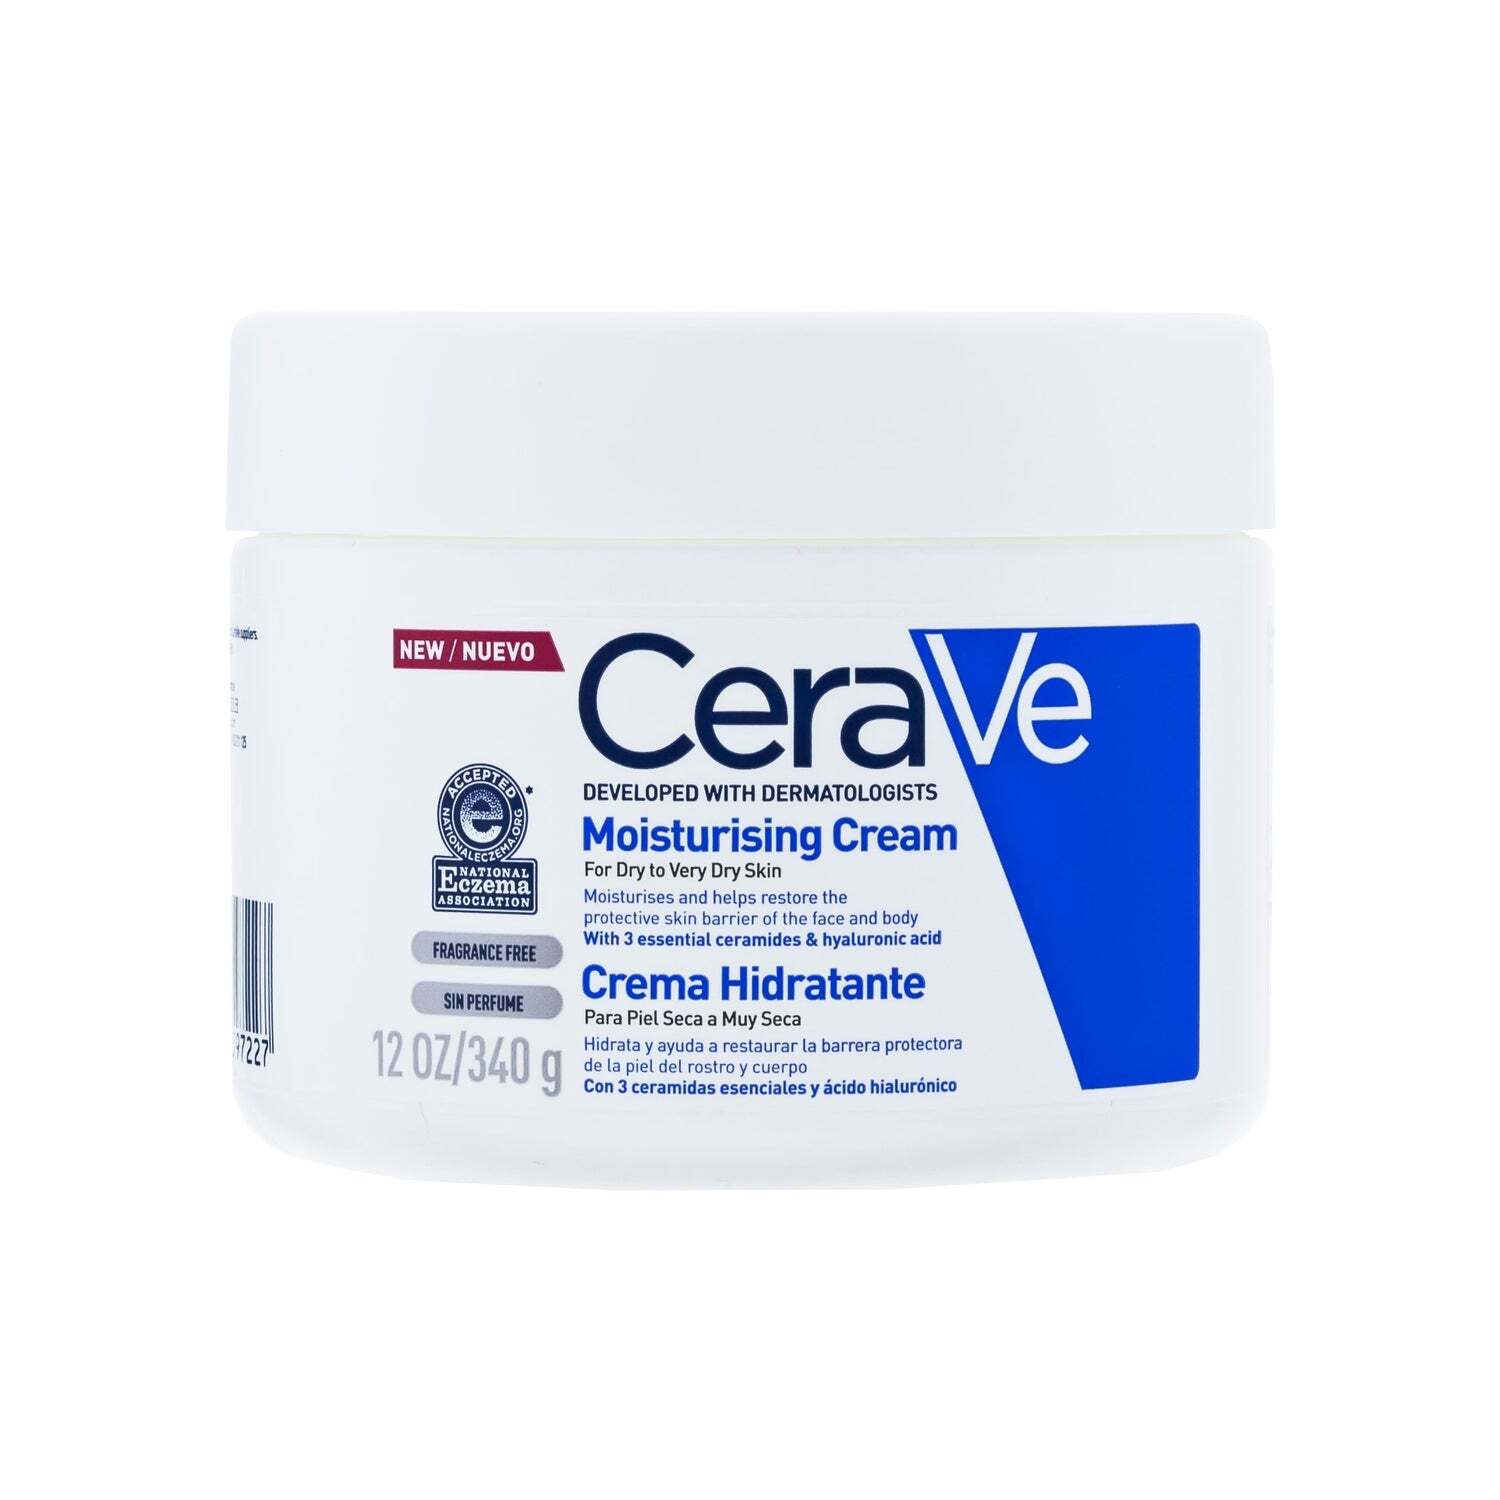 NEW / NUEVO
CeraVe
DEVELOPED WITH DERMATOLOGISTS
Moisturising Cream
For Dry to Very Dry Skin
Moisturises and helps restore the
protective skin barrier of the face and body
With 3 essential ceramides & hyaluronic acid
Crema Hidratante
Para Piel Seca a Muy Seca
Hidrata y ayuda a restaurar la barrera protectora
de la piel del rostro y cuerpo
Con 3 ceramidas esenciales y ácido hialurónico
ACCEPTED
*
e
NATIONALECZEMA.ORG
NATIONAL
Eczema
ASSOCIATION
FRAGRANCE FREE
SIN PERFUME
12 OZ/340 g
suppliers.
97227